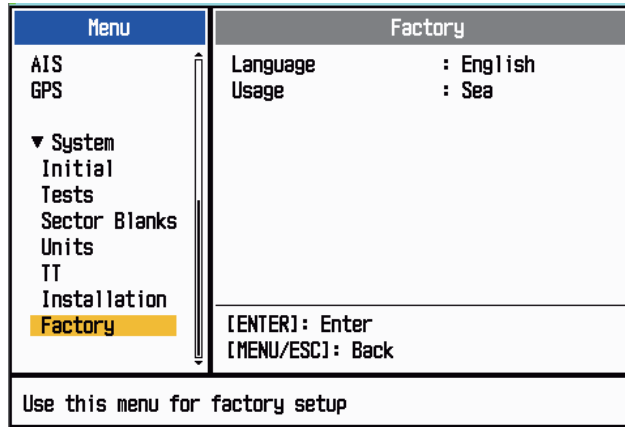 Menu
AIS
GPS
▼ System
Initial
Tests
Sector Blanks
Units
TT
Installation
Factory
Factory
Language : English
Usage : Sea
[ENTER]: Enter
[MENU/ESC]: Back
Use this menu for factory setup